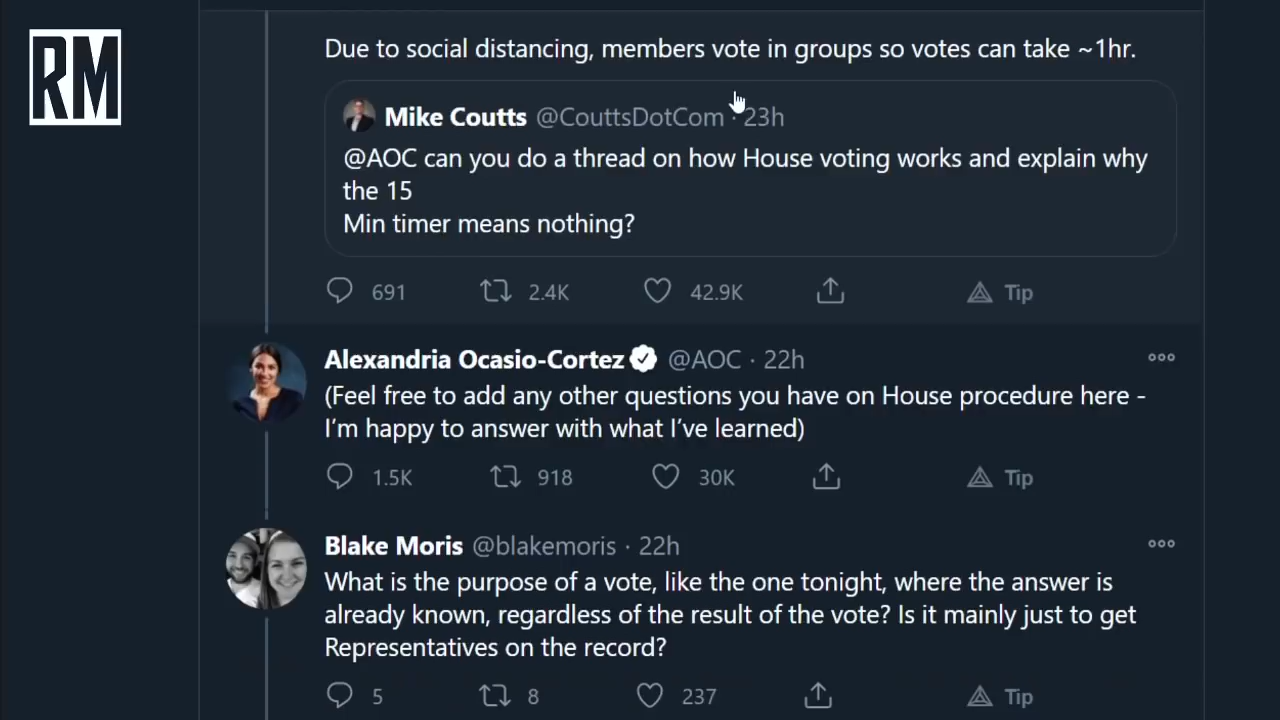 RM
Due to social distancing, members vote in groups so votes can take ~1hr.
Mike Coutts @CouttsDotCom · 23h
@AOC can you do a thread on how House voting works and explain why
the 15
Min timer means nothing?
691 2.4K 42.9K Tip
Alexandria Ocasio-Cortez @AOC · 22h
(Feel free to add any other questions you have on House procedure here -
I'm happy to answer with what I've learned)
1.5K 918 30K Tip
Blake Moris @blakemoris · 22h
What is the purpose of a vote, like the one tonight, where the answer is
already known, regardless of the result of the vote? Is it mainly just to get
Representatives on the record?
5 8 237 Tip